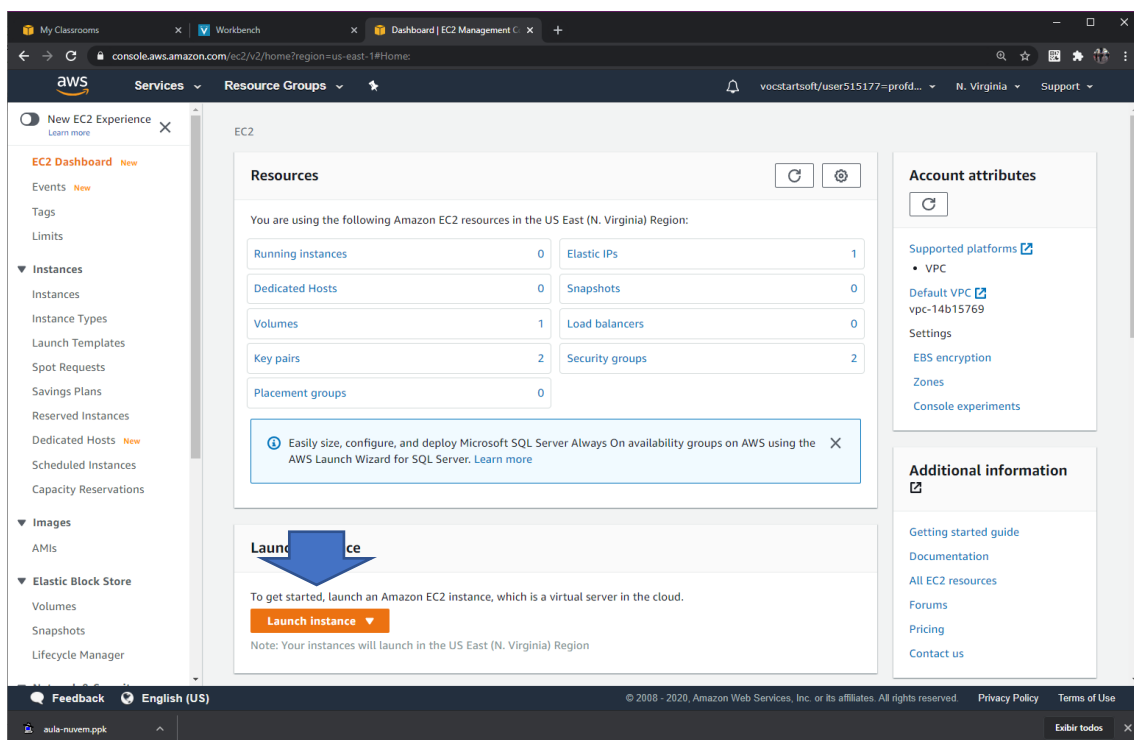 My Classrooms
Workbench
Dashboard | EC2 Management C
console.aws.amazon.com/ec2/v2/home?region=us-east-1#Home:
aws
Services
Resource Groups
vocstartsoft/user515177=profd...
N. Virginia
Support
New EC2 Experience
Learn more
EC2 Dashboard New
Events New
Tags
Limits
Instances
Instances
Instance Types
Launch Templates
Spot Requests
Savings Plans
Reserved Instances
Dedicated Hosts New
Scheduled Instances
Capacity Reservations
Images
AMIs
Elastic Block Store
Volumes
Snapshots
Lifecycle Manager
EC2
Resources
You are using the following Amazon EC2 resources in the US East (N. Virginia) Region:
Running instances 0
Elastic IPs 1
Dedicated Hosts 0
Snapshots 0
Volumes 1
Load balancers 0
Key pairs 2
Security groups 2
Placement groups 0
Easily size, configure, and deploy Microsoft SQL Server Always On availability groups on AWS using the
AWS Launch Wizard for SQL Server. Learn more
Laun ce
To get started, launch an Amazon EC2 instance, which is a virtual server in the cloud.
Launch instance
Note: Your instances will launch in the US East (N. Virginia) Region
Account attributes
Supported platforms
• VPC
Default VPC
vpc-14b15769
Settings
EBS encryption
Zones
Console experiments
Additional information
Getting started guide
Documentation
All EC2 resources
Forums
Pricing
Contact us
Feedback
English (US)
© 2008 - 2020, Amazon Web Services, Inc. or its affiliates. All rights reserved.
Privacy Policy
Terms of Use
aula-nuvem.ppk
Exibir todos